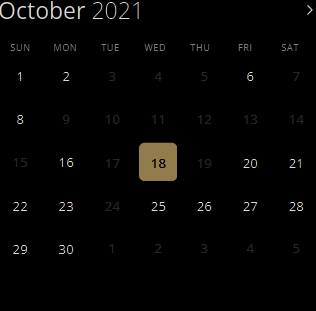 October 2021
SUN MON TUE WED THU FRI SAT
1 2 3 4 5 6 7
8 9 10 11 12 13 14
15 16 17 18 19 20 21
22 23 24 25 26 27 28
29 30 1 2 3 4 5